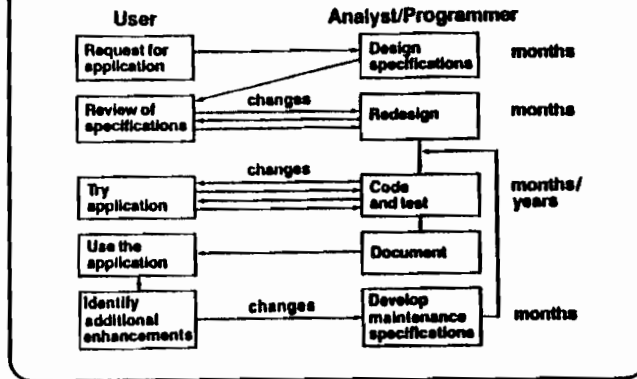 User
Analyst/Programmer
Request for
application
Design
specifications
months
Review of
specifications
changes
Redesign
months
Try
application
changes
Code
and test
months/
years
Use the
application
Document
Identify
additional
enhancements
changes
Develop
maintenance
specifications
months